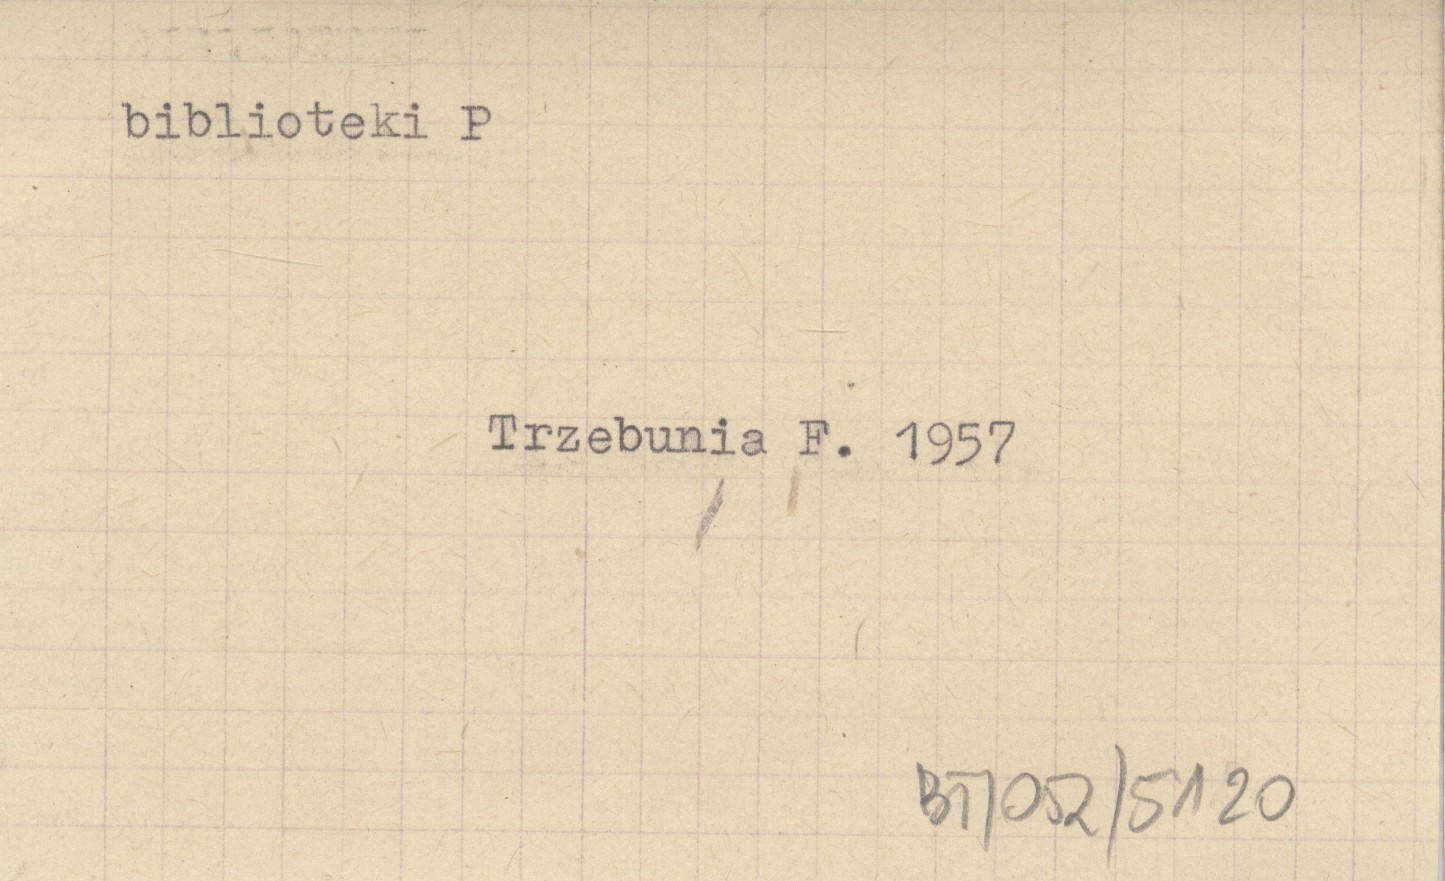 biblioteki P
Trzebunia F. 1957
BT/052/5120